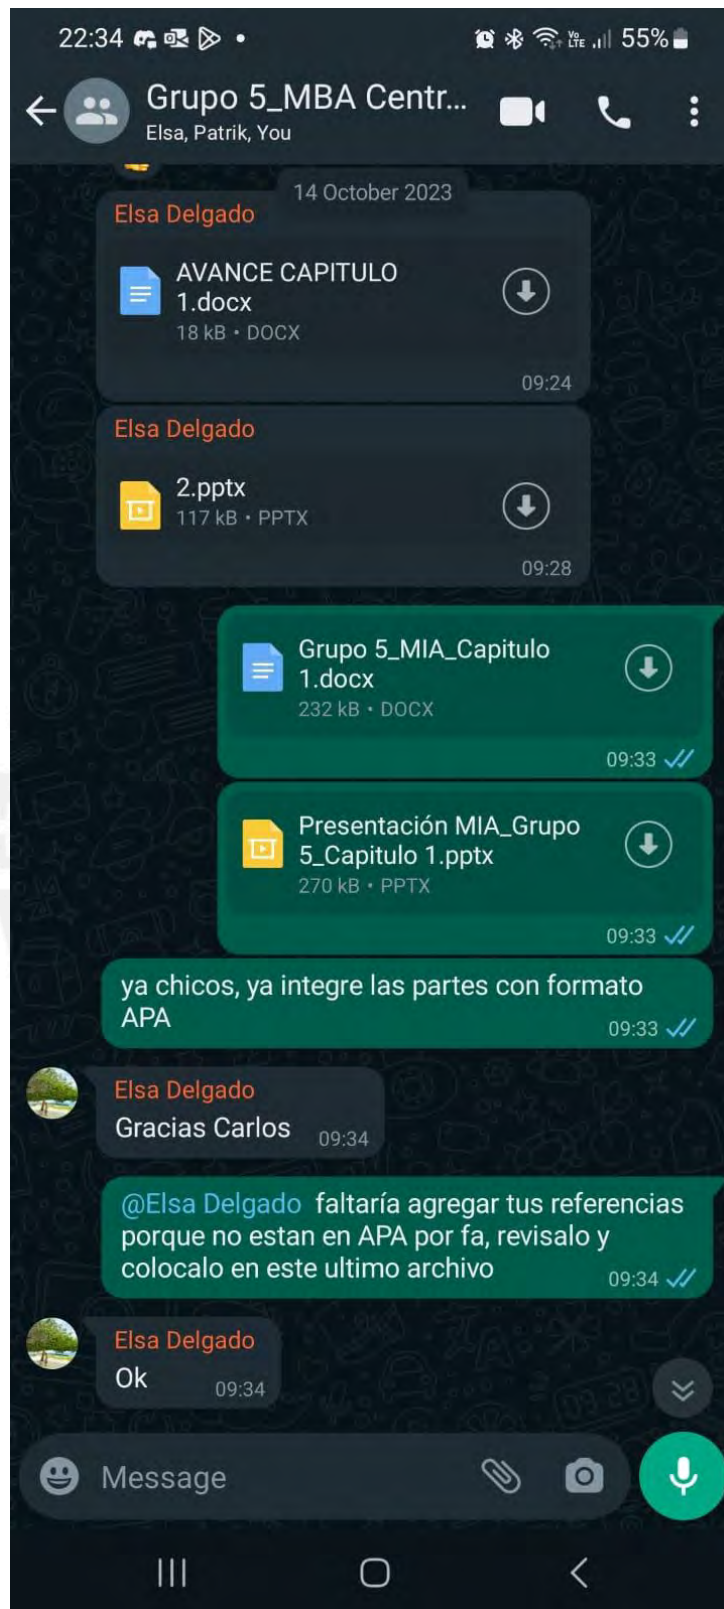 22:34
55%
Grupo 5_MBA Centr...
Elsa, Patrik, You
14 October 2023
Elsa Delgado
AVANCE CAPITULO
1.docx
18 kB • DOCX
09:24
Elsa Delgado
2.pptx
117 kB • PPTX
09:28
Grupo 5_MIA_Capitulo
1.docx
232 kB • DOCX
09:33
Presentación MIA_Grupo
5_Capitulo 1.pptx
270 kB • PPTX
09:33
ya chicos, ya integre las partes con formato
APA
09:33
Elsa Delgado
Gracias Carlos 09:34
@Elsa Delgado faltaría agregar tus referencias
porque no estan en APA por fa, revisalo y
colocalo en este ultimo archivo
09:34
Elsa Delgado
Ok 09:34
Message